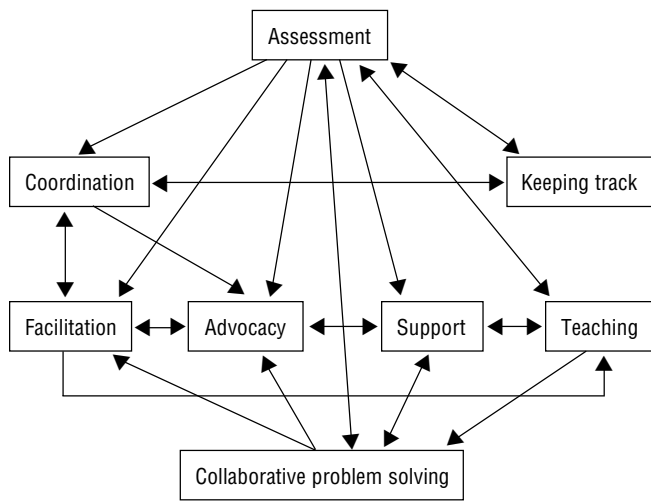 Assessment
Coordination
Keeping track
Facilitation
Advocacy
Support
Teaching
Collaborative problem solving